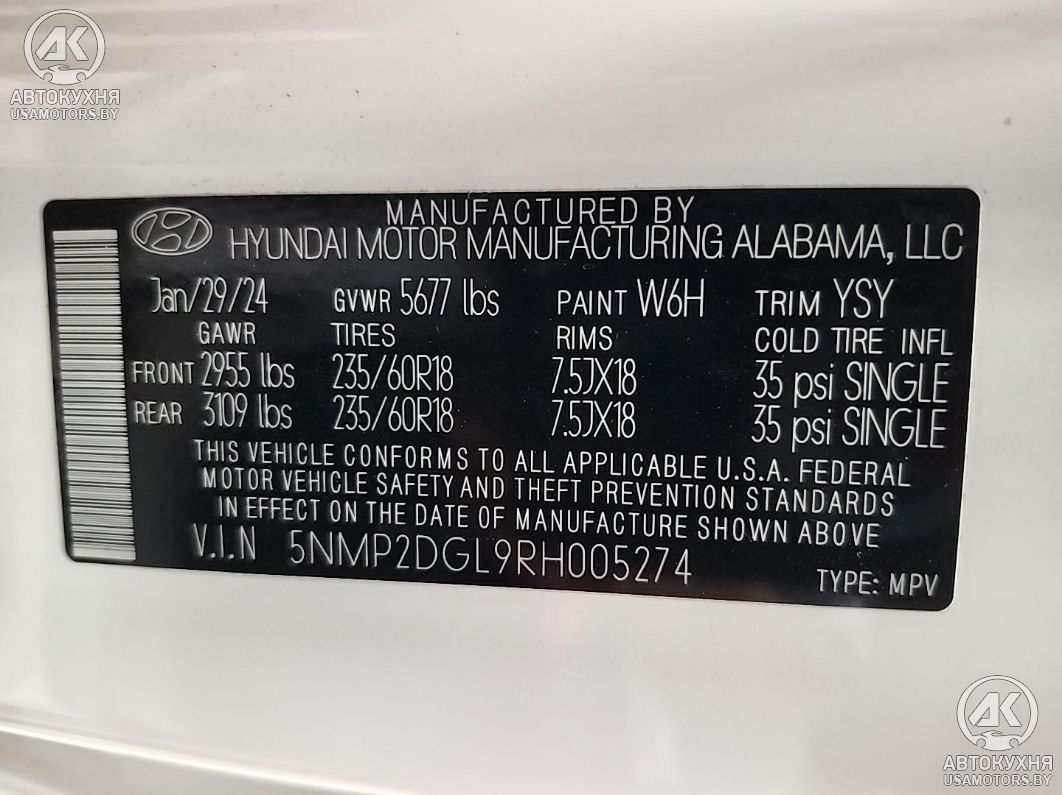 AK
АВТОКУХНЯ
USAMOTORS.BY
MANUFACTURED BY
HYUNDAI MOTOR MANUFACTURING ALABAMA, LLC
Jan/29/24 GVWR 5677 lbs PAINT W6H TRIM YSY
GAWR TIRES RIMS COLD TIRE INFL
FRONT 2955 lbs 235/60R18 7.5JX18 35 psi SINGLE
REAR 3109 lbs 235/60R18 7.5JX18 35 psi SINGLE
THIS VEHICLE CONFORMS TO ALL APPLICABLE U.S.A. FEDERAL
MOTOR VEHICLE SAFETY AND THEFT PREVENTION STANDARDS
IN EFFECT ON THE DATE OF MANUFACTURE SHOWN ABOVE
V.I.N 5NMP2DGL9RH005274
TYPE: MPV
AK
АВТОКУХНЯ
USAMOTORS.BY